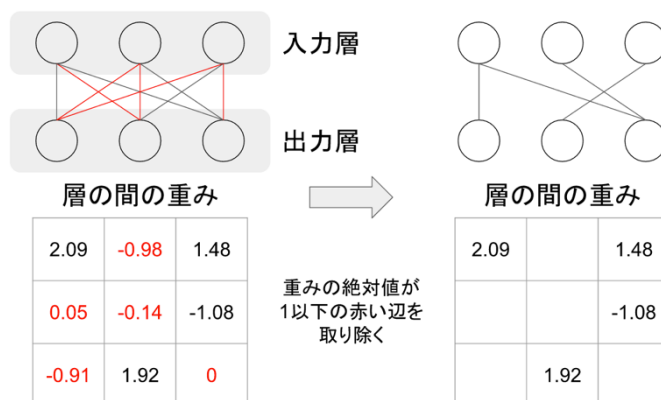 入力層
出力層
層の間の重み
層の間の重み
2.09 -0.98 1.48
0.05 -0.14 -1.08
-0.91 1.92 0
重みの絶対値が
1以下の赤い辺を
取り除く
2.09 1.48
-1.08
1.92